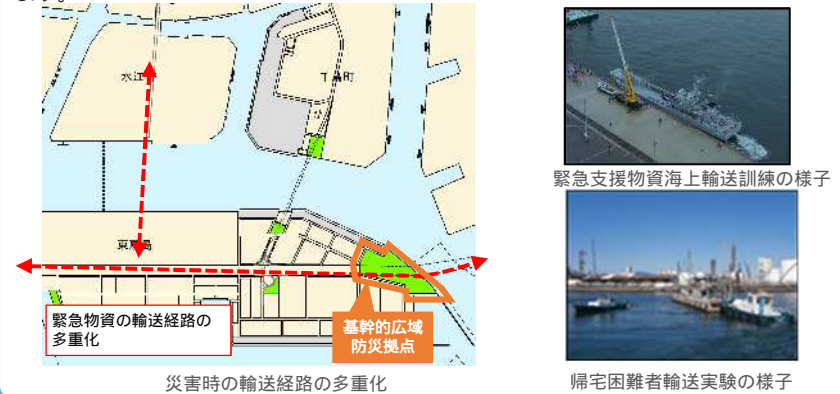 水江
千鳥町
東扇島
緊急物資の輸送経路の
多重化
基幹的広域
防災拠点
災害時の輸送経路の多重化
緊急支援物資海上輸送訓練の様子
帰宅困難者輸送実験の様子